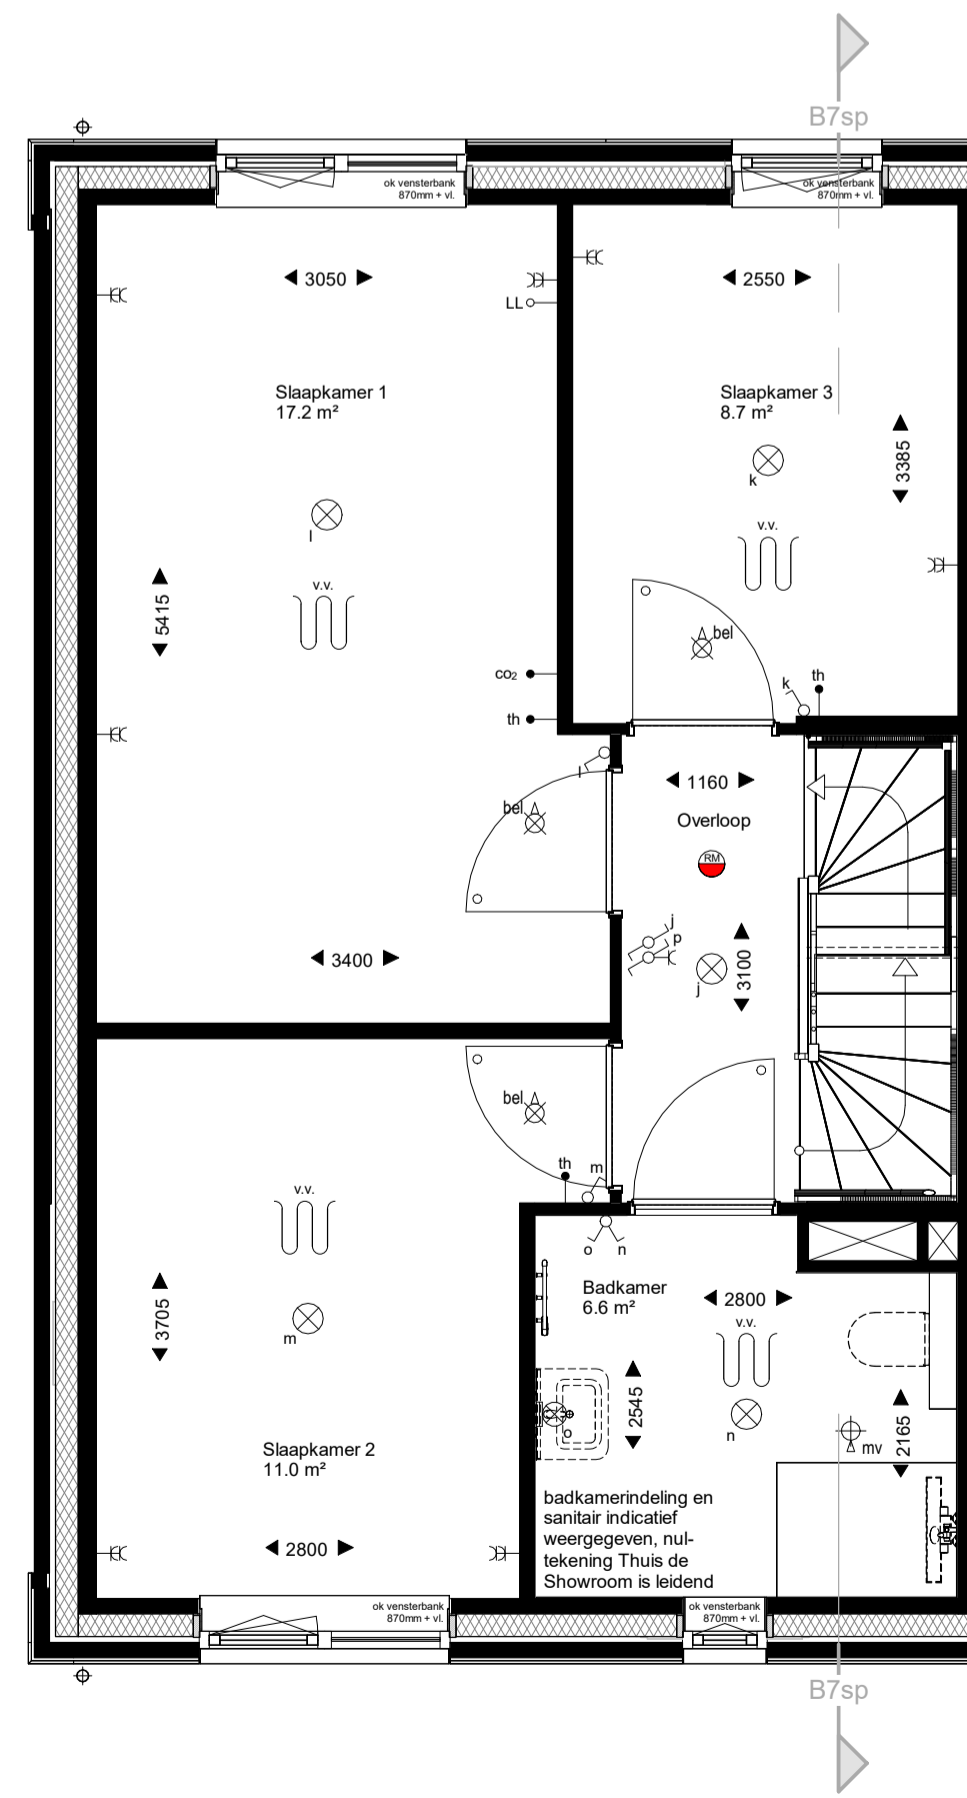 B7sp
ok vensterbank
870mm + vl.
ok vensterbank
870mm + vl.
3050
2550
LL
Slaapkamer 1
17.2 m²
Slaapkamer 3
8.7 m²
3385
k
l
v.v.
v.v.
5415
bel
co₂
th
k
th
l
1160
bel
Overloop
RM
j
p
3400
j
3100
bel
th
m
v.v.
o
n
Badkamer
6.6 m²
2800
v.v.
3705
m
2545
o
n
mv
2165
Slaapkamer 2
11.0 m²
badkamerindeling en
sanitair indicatief
weergegeven, nul-
tekening Thuis de
Showroom is leidend
2800
ok vensterbank
870mm + vl.
ok vensterbank
870mm + vl.
B7sp